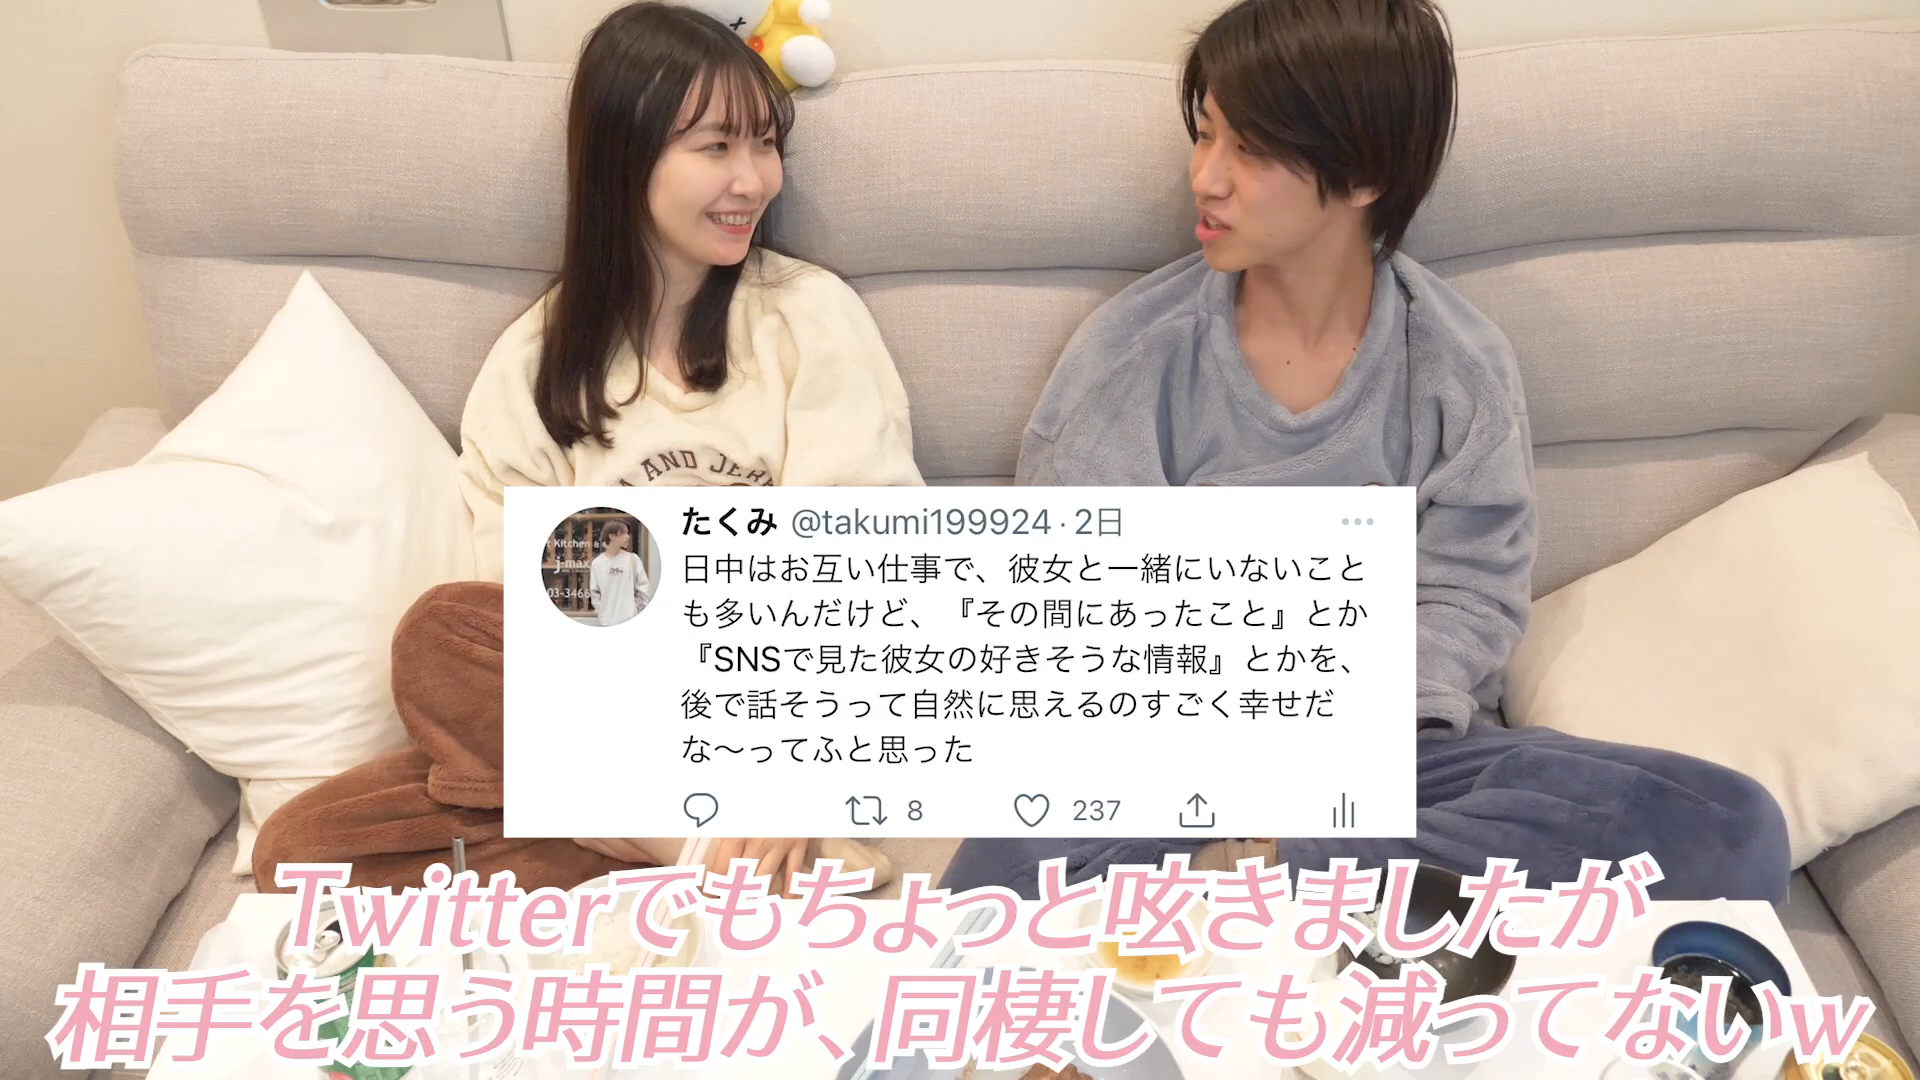 AND JER
たくみ @takumi199924 · 2日
日中はお互い仕事で、彼女と一緒にいないこと
も多いんだけど、『その間にあったこと』とか
『SNSで見た彼女の好きそうな情報』とかを、
後で話そうって自然に思えるのすごく幸せだ
な〜ってふと思った
t Kitchen
j-max
03-3466
8
237
Twitterでもちょっと呟きましたが
相手を思う時間が、同棲しても減ってないw